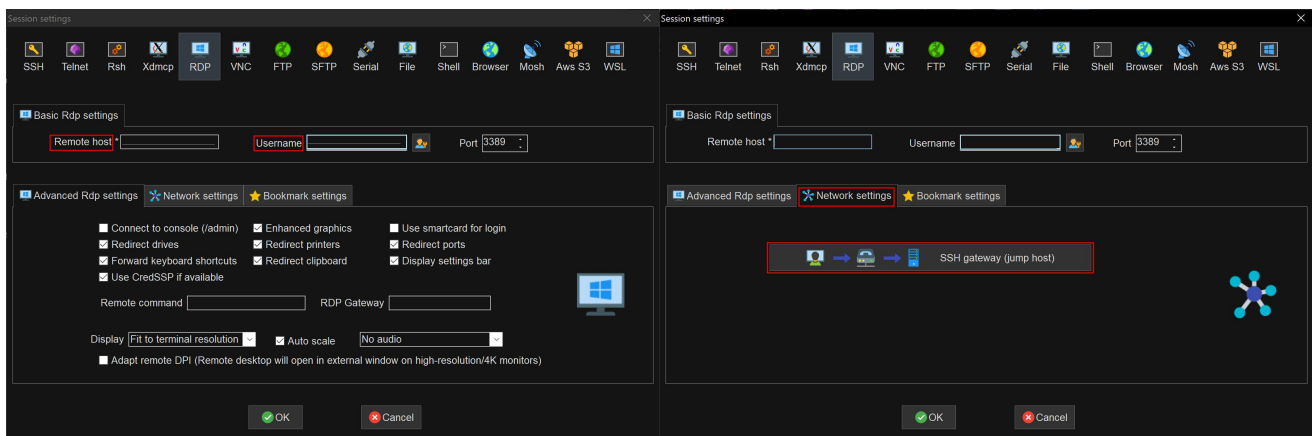 Session settings
SSH Telnet Rsh Xdmcp RDP VNC FTP SFTP Serial File Shell Browser Mosh Aws S3 WSL
Basic Rdp settings
Remote host * Username Port 3389
Advanced Rdp settings Network settings Bookmark settings
Connect to console (/admin) Enhanced graphics Use smartcard for login
Redirect drives Redirect printers Redirect ports
Forward keyboard shortcuts Redirect clipboard Display settings bar
Use CredSSP if available
Remote command RDP Gateway
Display Fit to terminal resolution Auto scale No audio
Adapt remote DPI (Remote desktop will open in external window on high-resolution/4K monitors)
OK Cancel
Session settings
SSH Telnet Rsh Xdmcp RDP VNC FTP SFTP Serial File Shell Browser Mosh Aws S3 WSL
Basic Rdp settings
Remote host * Username Port 3389
Advanced Rdp settings Network settings Bookmark settings
SSH gateway (jump host)
OK Cancel